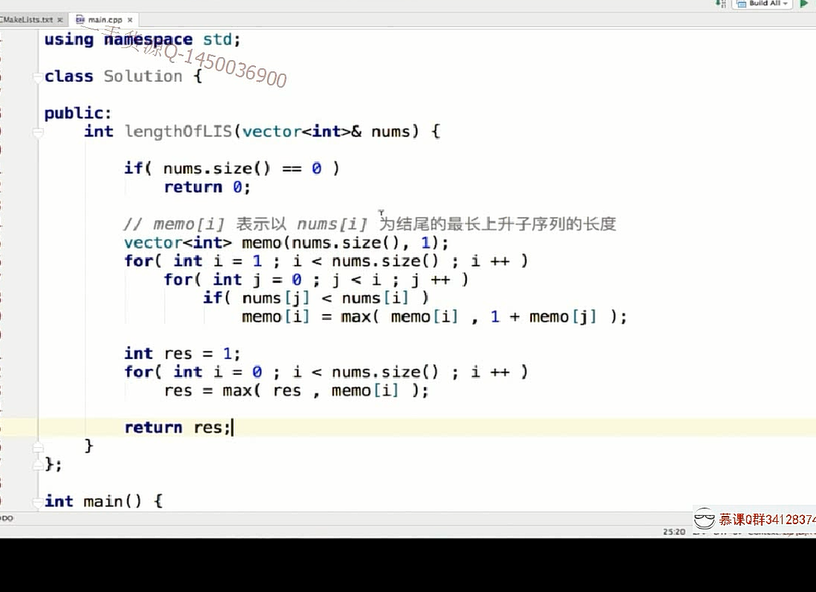 CMakeLists.txt × main.cpp ×
Build All
using namespace std;
货源Q-1450036900
class Solution {
public:
int lengthOfLIS(vector<int>& nums) {
if( nums.size() == 0 )
return 0;
// memo[i] 表示以 nums[i] 为结尾的最长上升子序列的长度
vector<int> memo(nums.size(), 1);
for( int i = 1 ; i < nums.size() ; i ++ )
for( int j = 0 ; j < i ; j ++ )
if( nums[j] < nums[i] )
memo[i] = max( memo[i] , 1 + memo[j] );
int res = 1;
for( int i = 0 ; i < nums.size() ; i ++ )
res = max( res , memo[i] );
return res;
}
};
int main() {
慕课Q群34128374
25:20